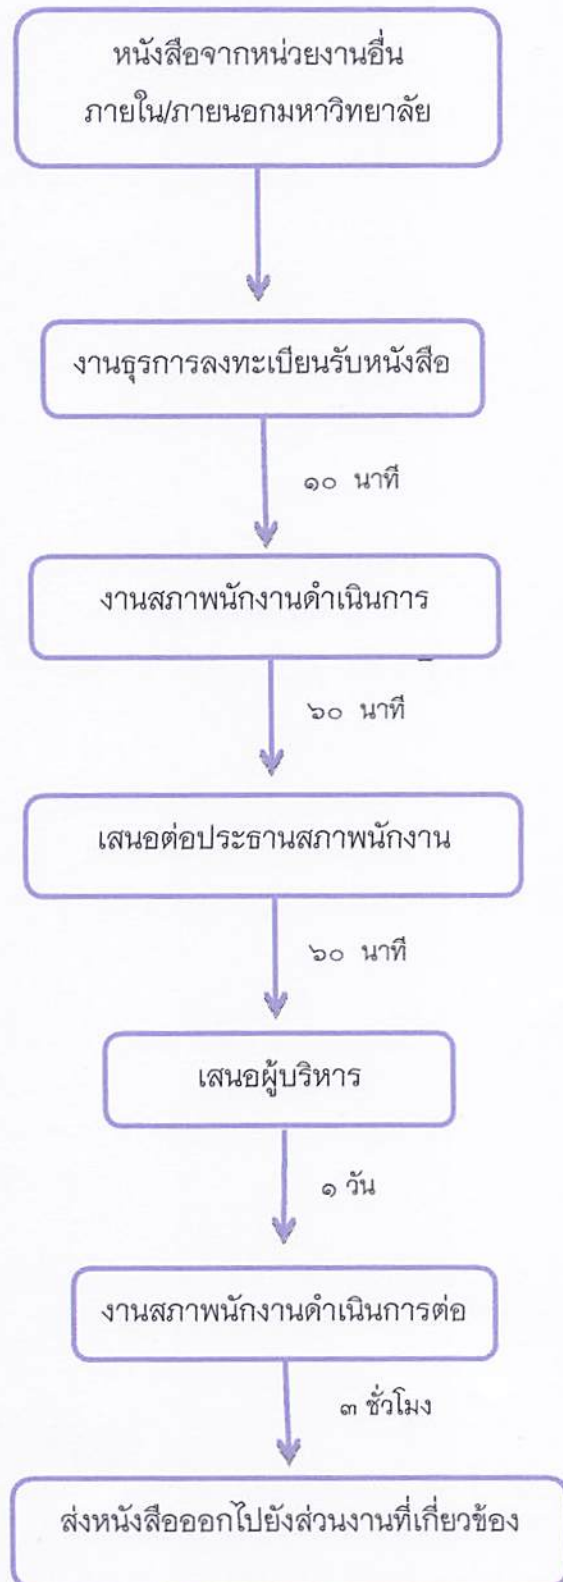 หนังสือจากหน่วยงานอื่น
ภายใน/ภายนอกมหาวิทยาลัย
งานธุรการลงทะเบียนรับหนังสือ
๑๐ นาที
งานสภาพนักงานดำเนินการ
๖๐ นาที
เสนอต่อประธานสภาพนักงาน
๖๐ นาที
เสนอผู้บริหาร
๑ วัน
งานสภาพนักงานดำเนินการต่อ
๓ ชั่วโมง
ส่งหนังสือออกไปยังส่วนงานที่เกี่ยวข้อง